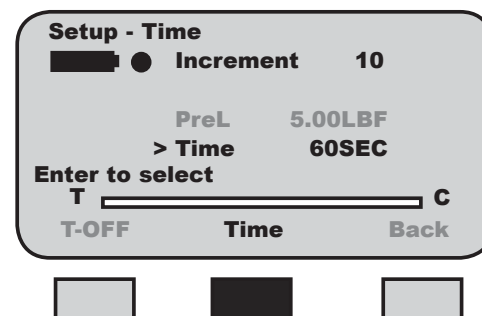 Setup - Time
Increment 10
PreL 5.00LBF
> Time 60SEC
Enter to select
T C
T-OFF Time Back